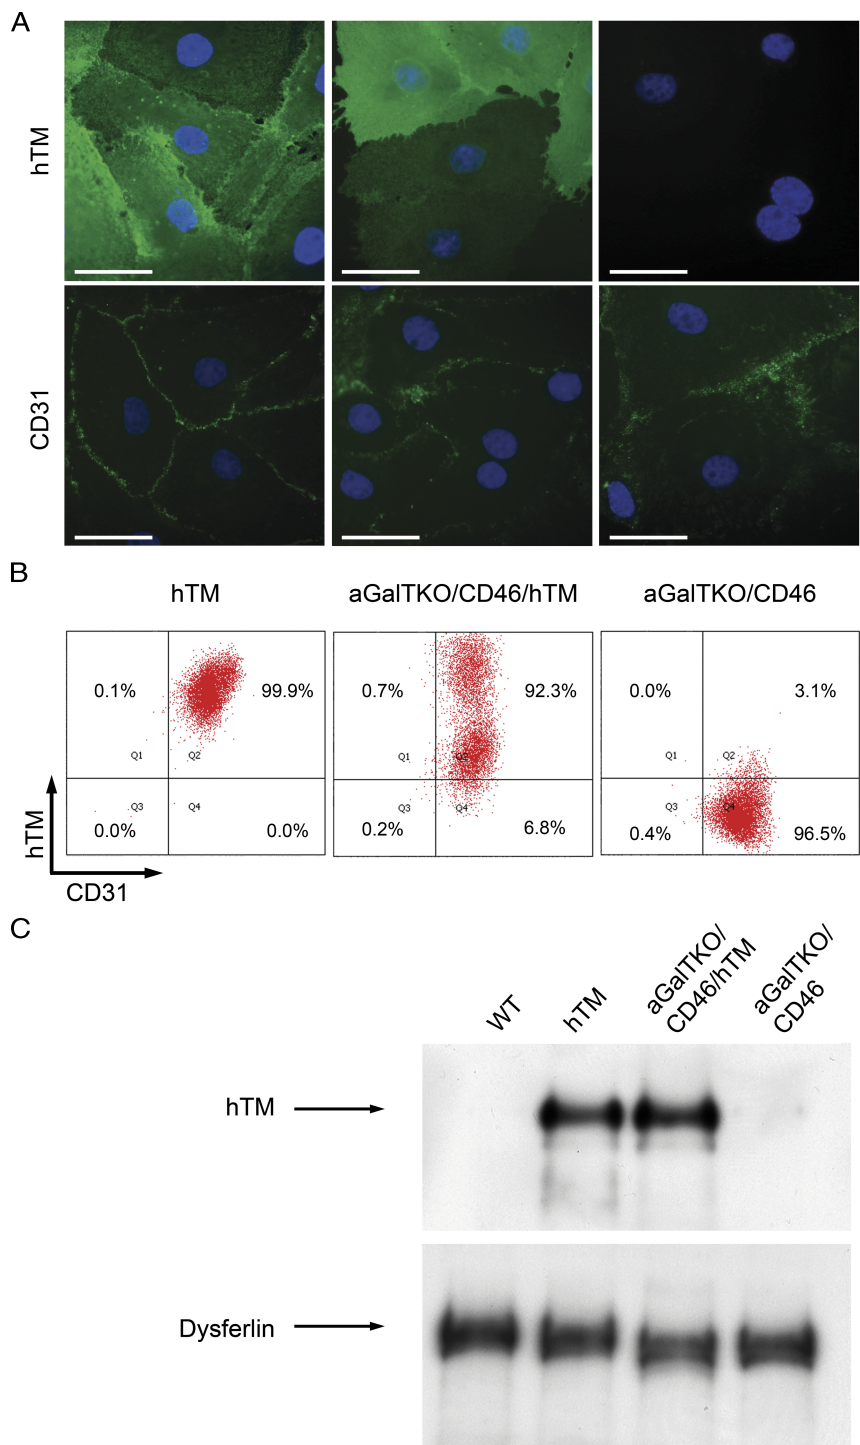 A
hTM
CD31
B
hTM
aGalTKO/CD46/hTM
aGalTKO/CD46
0.1%
99.9%
Q1
Q2
Q3
Q4
0.0%
0.0%
0.7%
92.3%
Q1
Q2
Q3
Q4
0.2%
6.8%
0.0%
3.1%
Q1
Q2
Q3
Q4
0.4%
96.5%
hTM
CD31
C
WT
hTM
aGalTKO/
CD46/hTM
aGalTKO/
CD46
hTM
Dysferlin